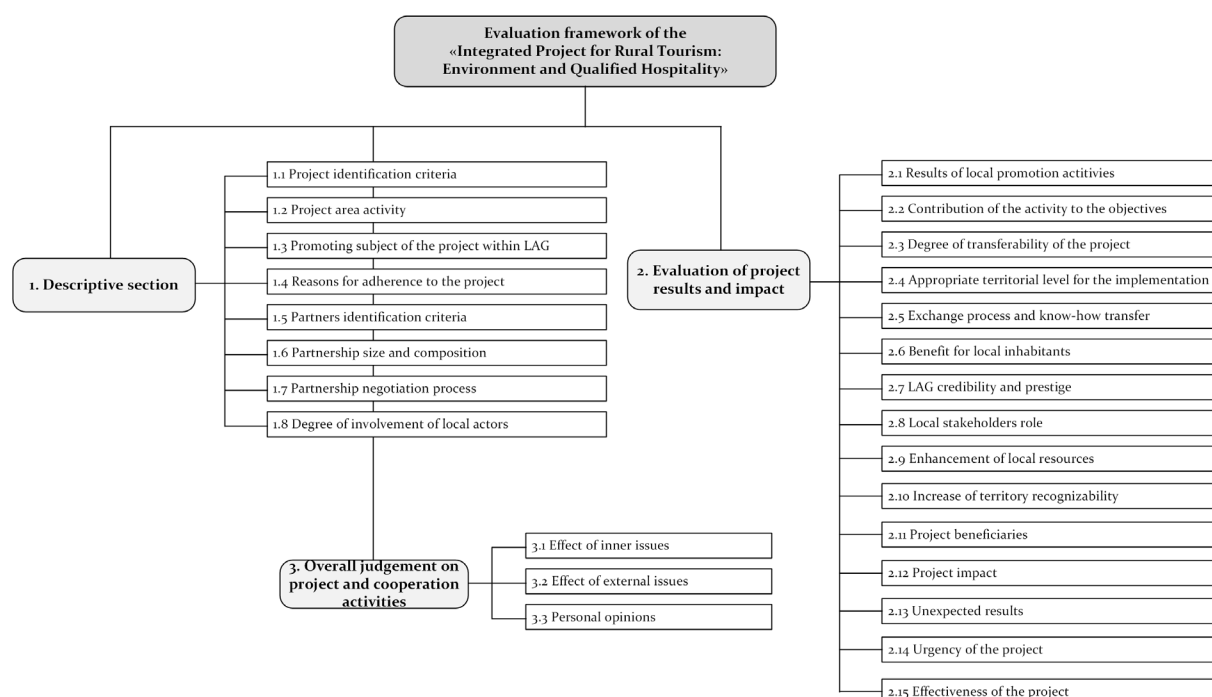 Evaluation framework of the
«Integrated Project for Rural Tourism:
Environment and Qualified Hospitality»
1. Descriptive section
1.1 Project identification criteria
1.2 Project area activity
1.3 Promoting subject of the project within LAG
1.4 Reasons for adherence to the project
1.5 Partners identification criteria
1.6 Partnership size and composition
1.7 Partnership negotiation process
1.8 Degree of involvement of local actors
2. Evaluation of project
results and impact
2.1 Results of local promotion actitivies
2.2 Contribution of the activity to the objectives
2.3 Degree of transferability of the project
2.4 Appropriate territorial level for the implementation
2.5 Exchange process and know-how transfer
2.6 Benefit for local inhabitants
2.7 LAG credibility and prestige
2.8 Local stakeholders role
2.9 Enhancement of local resources
2.10 Increase of territory recognizability
2.11 Project beneficiaries
2.12 Project impact
2.13 Unexpected results
2.14 Urgency of the project
2.15 Effectiveness of the project
3. Overall judgement on
project and cooperation
activities
3.1 Effect of inner issues
3.2 Effect of external issues
3.3 Personal opinions